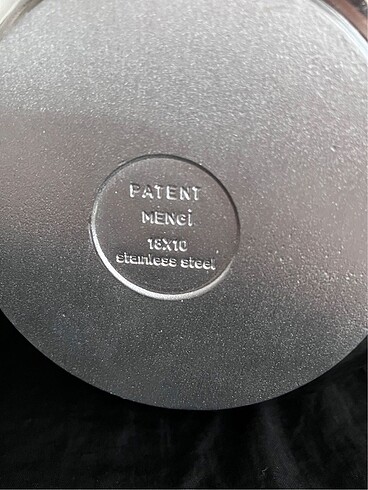 PATENT
MENGİ
18X10
stainless steel